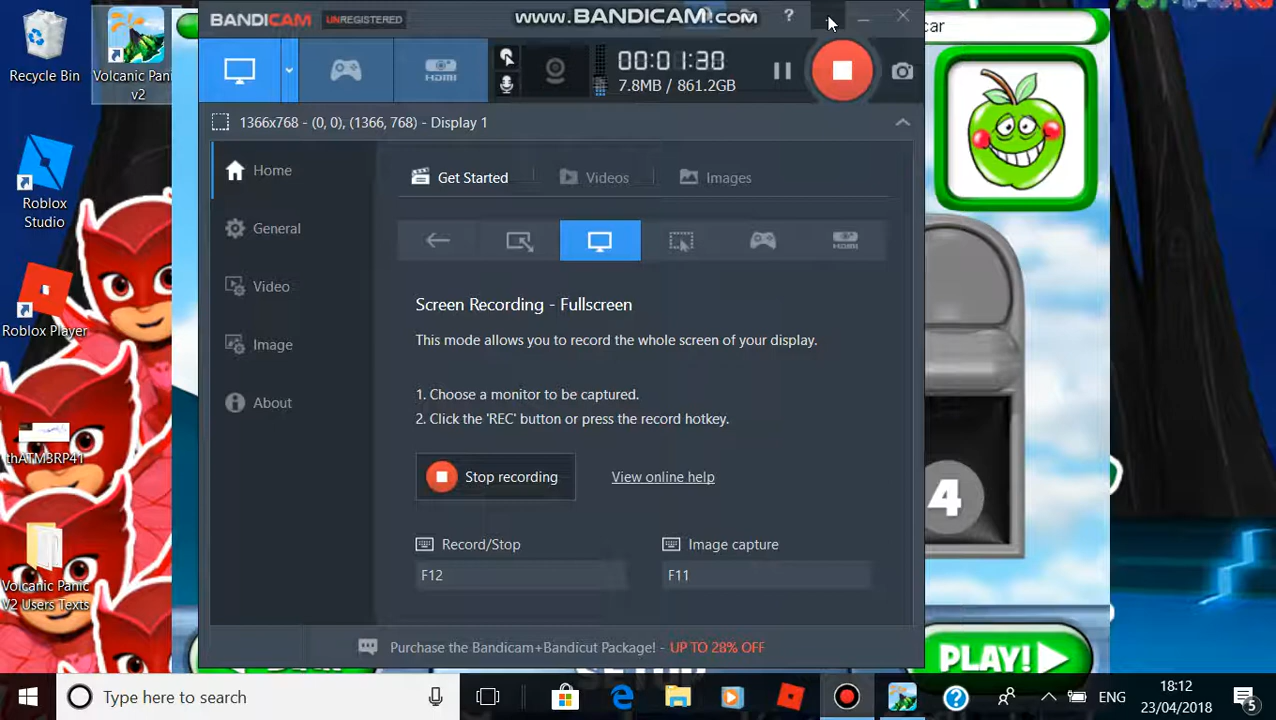 BANDICAM UNREGISTERED
www.BANDICAM.com
car
Recycle Bin
Volcanic Pani
v2
00:01:30
7.8MB / 861.2GB
HDMI
1366x768 - (0, 0), (1366, 768) - Display 1
Home
General
Video
Image
About
Get Started
Videos
Images
HDMI
Screen Recording - Fullscreen
This mode allows you to record the whole screen of your display.
1. Choose a monitor to be captured.
2. Click the 'REC' button or press the record hotkey.
Stop recording
View online help
Record/Stop
Image capture
F12
F11
Purchase the Bandicam+Bandicut Package! - UP TO 28% OFF
Roblox
Studio
Roblox Player
thATM3RP41
Volcanic Panic
V2 Users Texts
4
PLAY!
Type here to search
ENG
18:12
23/04/2018
5